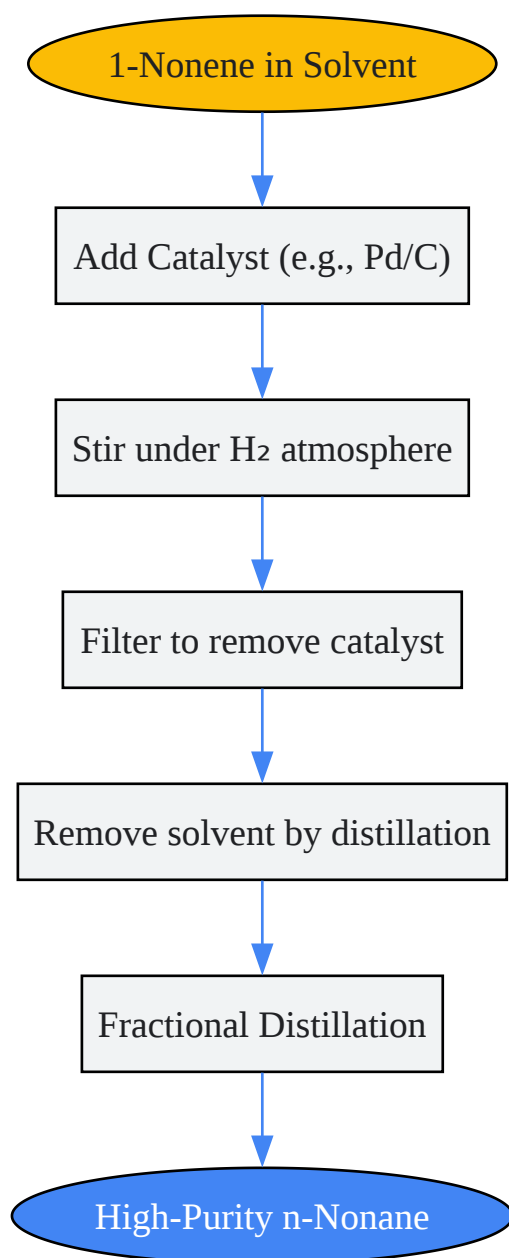 1-Nonene in Solvent
Add Catalyst (e.g., Pd/C)
Stir under H₂ atmosphere
Filter to remove catalyst
Remove solvent by distillation
Fractional Distillation
High-Purity n-Nonane